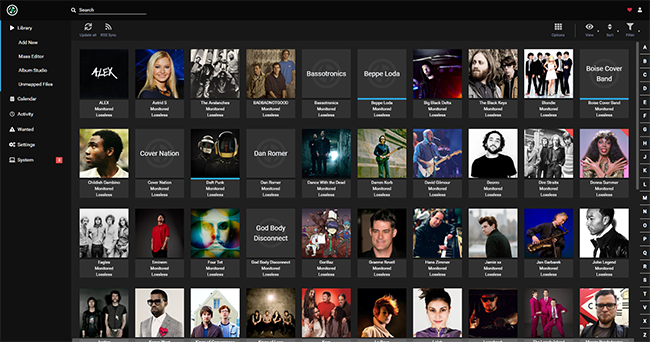 Search
Library
Add New
Mass Editor
Album Studio
Unmapped Files
Calendar
Activity
Wanted
Settings
System
Update all
RSS Sync
Options
View
Sort
Filter
ALEX
Bassotronics
Beppe Loda
Boise Cover Band
ALEX
Astrid S
The Avalanches
BADBADNOTGOOD
Bassotronics
Beppe Loda
Big Black Delta
The Black Keys
Blondie
Boise Cover Band
Monitored
Monitored
Monitored
Monitored
Monitored
Monitored
Monitored
Monitored
Monitored
Monitored
Lossless
Lossless
Lossless
Lossless
Lossless
Lossless
Lossless
Lossless
Lossless
Lossless
Cover Nation
Dan Romer
Childish Gambino
Cover Nation
Daft Punk
Dan Romer
Dance With the Dead
Darren Korb
David Gilmour
Deorro
Dire Straits
Donna Summer
Monitored
Monitored
Monitored
Monitored
Monitored
Monitored
Monitored
Monitored
Monitored
Monitored
Lossless
Lossless
Lossless
Lossless
Lossless
Lossless
Lossless
Lossless
Lossless
Lossless
God Body Disconnect
Eagles
Eminem
Four Tet
God Body Disconnect
Gorillaz
Graeme Revell
Hans Zimmer
Jamie xx
Jan Garbarek
John Legend
Monitored
Monitored
Monitored
Monitored
Monitored
Monitored
Monitored
Monitored
Monitored
Monitored
Lossless
Lossless
Lossless
Lossless
Lossless
Lossless
Lossless
Lossless
Lossless
Lossless
A
B
C
D
E
F
G
H
I
J
K
L
M
N
O
P
Q
R
S
T
U
V
W
X
Z